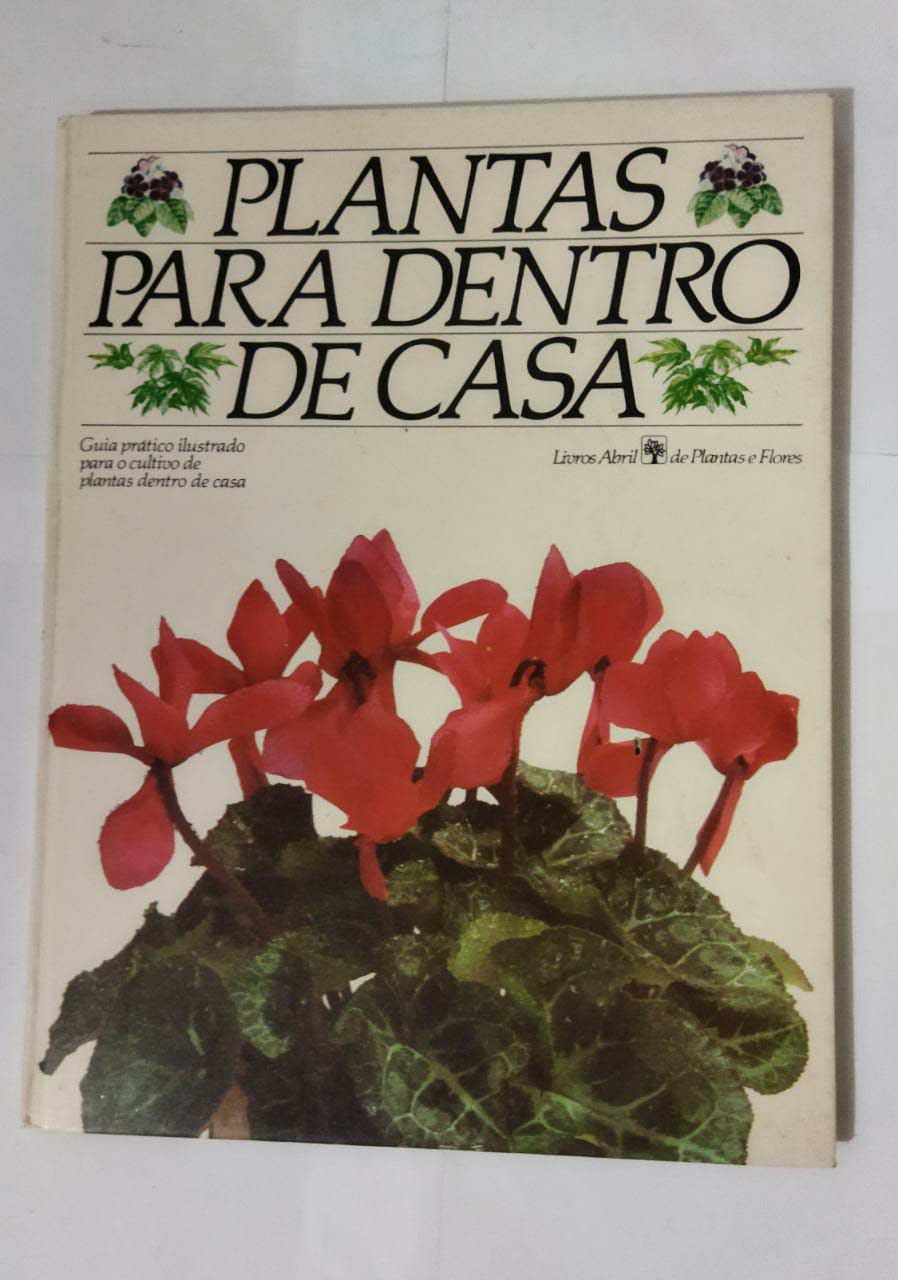 PLANTAS
PARA DENTRO
DE CASA
Guia prático ilustrado
para o cultivo de
plantas dentro de casa
Livros Abril de Plantas e Flores